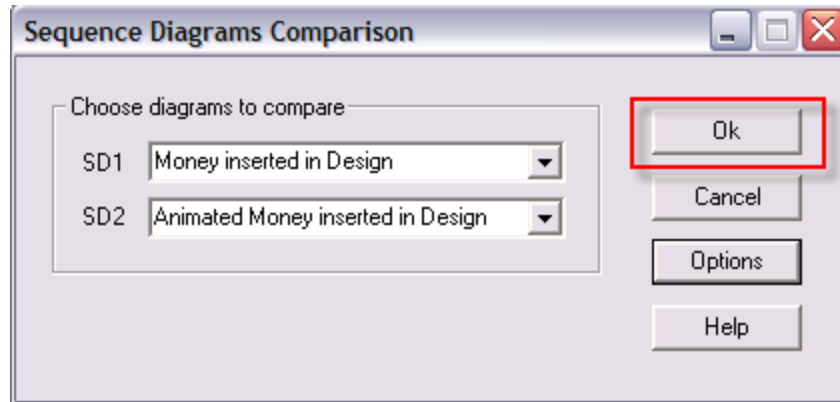 Sequence Diagrams Comparison
Choose diagrams to compare
SD1 Money inserted in Design
SD2 Animated Money inserted in Design
Ok
Cancel
Options
Help